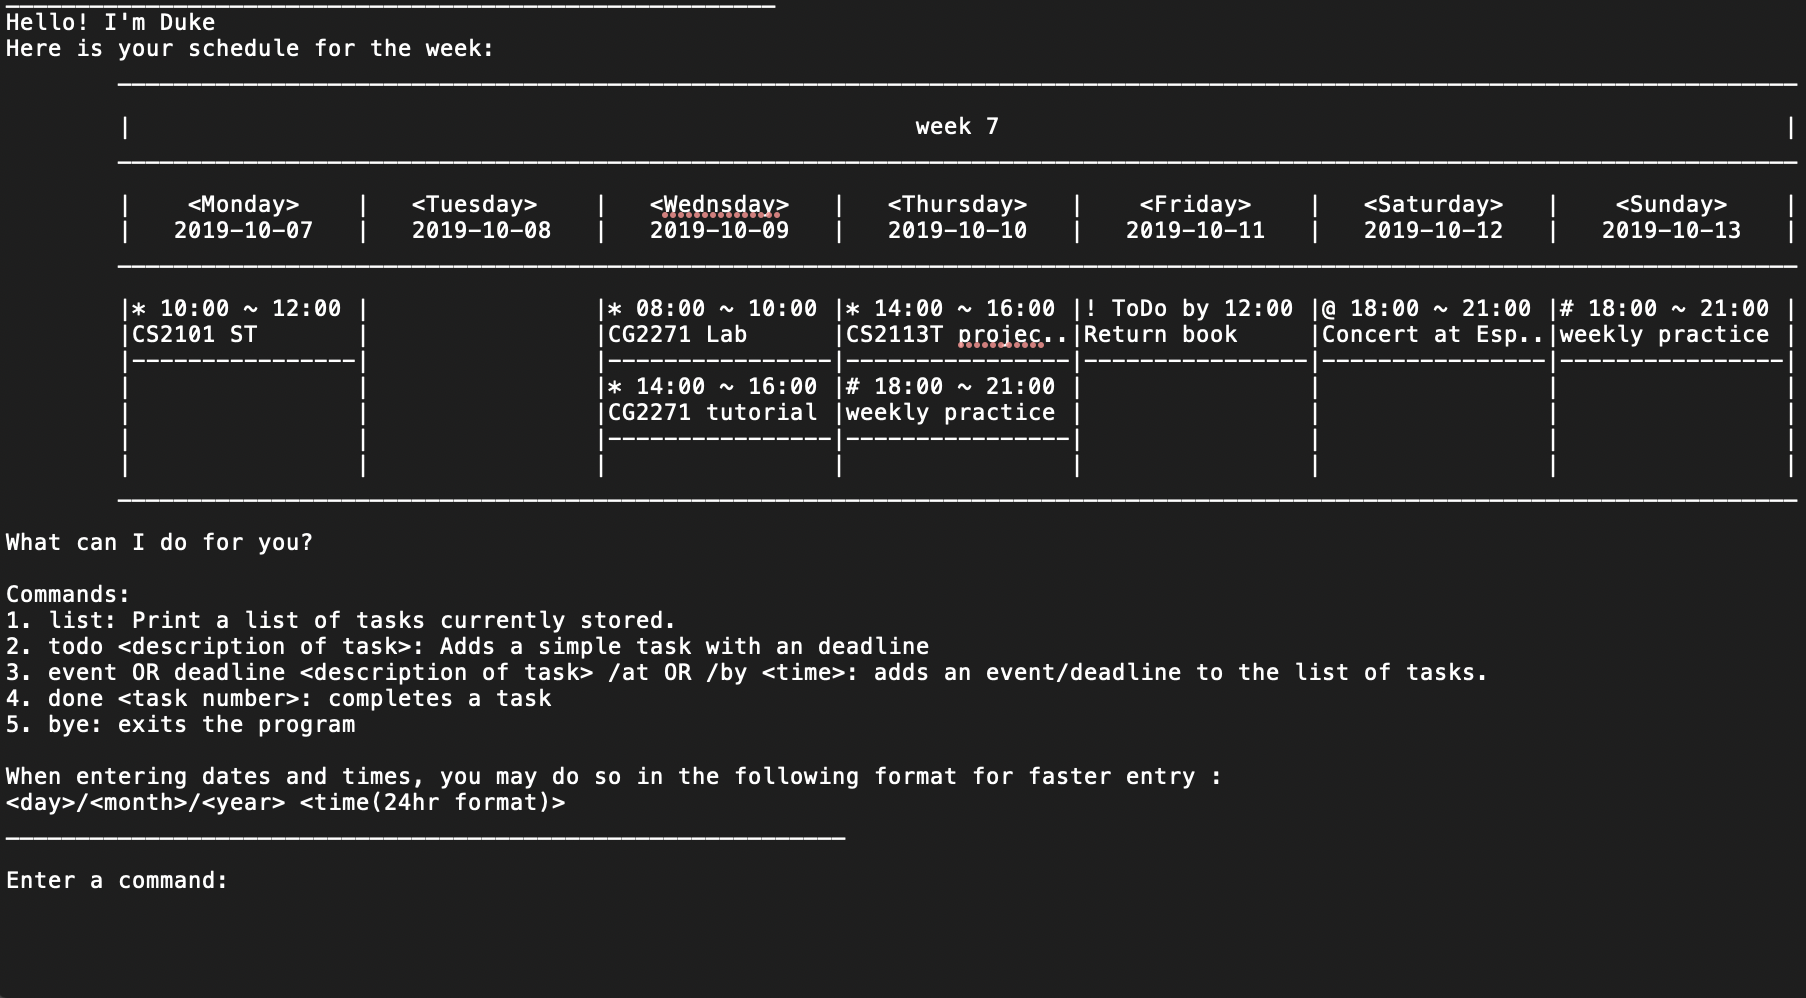 Hello! I'm Duke
Here is your schedule for the week:
| week 7 |
| <Monday> | <Tuesday> | <Wednsday> | <Thursday> | <Friday> | <Saturday> | <Sunday> |
| 2019-10-07 | 2019-10-08 | 2019-10-09 | 2019-10-10 | 2019-10-11 | 2019-10-12 | 2019-10-13 |
|* 10:00 ~ 12:00 | |* 08:00 ~ 10:00 |* 14:00 ~ 16:00 |! ToDo by 12:00 |@ 18:00 ~ 21:00 |# 18:00 ~ 21:00 |
|CS2101 ST | |CG2271 Lab |CS2113T projec..|Return book |Concert at Esp..|weekly practice |
|* 14:00 ~ 16:00 |# 18:00 ~ 21:00 |
|CG2271 tutorial |weekly practice |
What can I do for you?
Commands:
1. list: Print a list of tasks currently stored.
2. todo <description of task>: Adds a simple task with an deadline
3. event OR deadline <description of task> /at OR /by <time>: adds an event/deadline to the list of tasks.
4. done <task number>: completes a task
5. bye: exits the program
When entering dates and times, you may do so in the following format for faster entry :
<day>/<month>/<year> <time(24hr format)>
Enter a command: